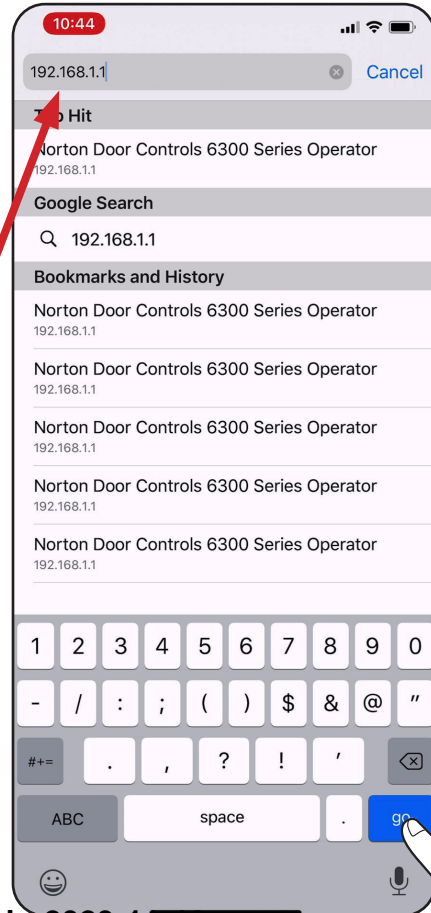 10:44
192.168.1.1
Cancel
Top Hit
Norton Door Controls 6300 Series Operator
192.168.1.1
Google Search
192.168.1.1
Bookmarks and History
Norton Door Controls 6300 Series Operator
192.168.1.1
Norton Door Controls 6300 Series Operator
192.168.1.1
Norton Door Controls 6300 Series Operator
192.168.1.1
Norton Door Controls 6300 Series Operator
192.168.1.1
Norton Door Controls 6300 Series Operator
192.168.1.1
1 2 3 4 5 6 7 8 9 0
- / : ; ( ) $ & @ "
#+= . , ? ! '
ABC space . go